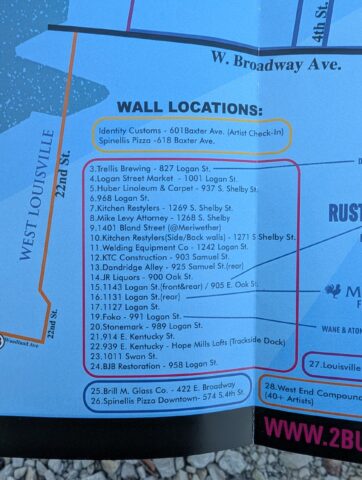 4th St.
W. Broadway Ave.
WALL LOCATIONS:
Identity Customs - 601Baxter Ave. (Artist Check-In)
Spinellis Pizza -618 Baxter Ave.
WEST LOUISVILLE
22nd St.
3.Trellis Brewing - 827 Logan St.
4.Logan Street Market - 1001 Logan St.
5.Huber Linoleum & Carpet - 937 S. Shelby St.
6.968 Logan St.
7.Kitchen Restylers - 1269 S. Shelby St.
8.Mike Levy Attorney - 1268 S. Shelby
9.1401 Bland Street (@Meriwether)
10.Kitchen Restylers(Side/Back walls) - 1271 S Shelby St.
11.Welding Equipment Co - 1242 Logan St.
12.KTC Construction - 903 Samuel St.
13.Dandridge Alley - 925 Samuel St.(rear)
14.JR Liquors - 900 Oak St.
15.1143 Logan St.(front&rear) / 905 E. Oak St.
16.1131 Logan St.(rear)
17.1127 Logan St.
19.Foko - 991 Logan St.
20.Stonemark - 989 Logan St.
21.914 E. Kentucky St.
22.939 E. Kentucky - Hope Mills Lofts (Trackside Dock)
23.1011 Swan St.
24.BJB Restoration - 958 Logan St.
RUST
WANE & ATO
22nd St.
Woodland Ave
25.Brill M. Glass Co. - 422 E. Broadway
26.Spinellis Pizza Downtown- 574 S.4th St
27.Louisville
28.West End Compound
(40+ Artists)
WWW.2BU